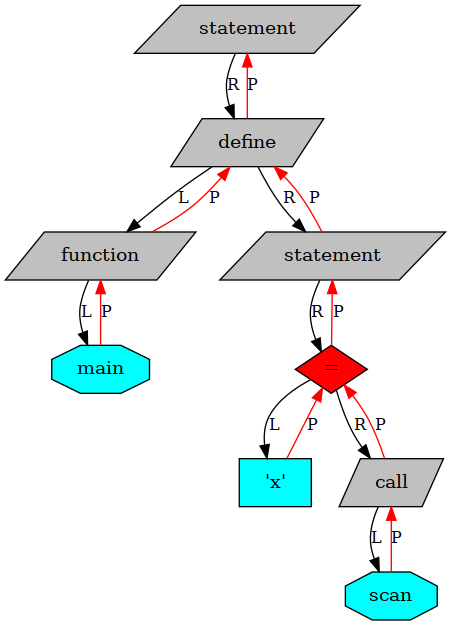 statement
R P
define
L P R P
function statement
L P R P
main =
L P R P
'x' call
L P
scan